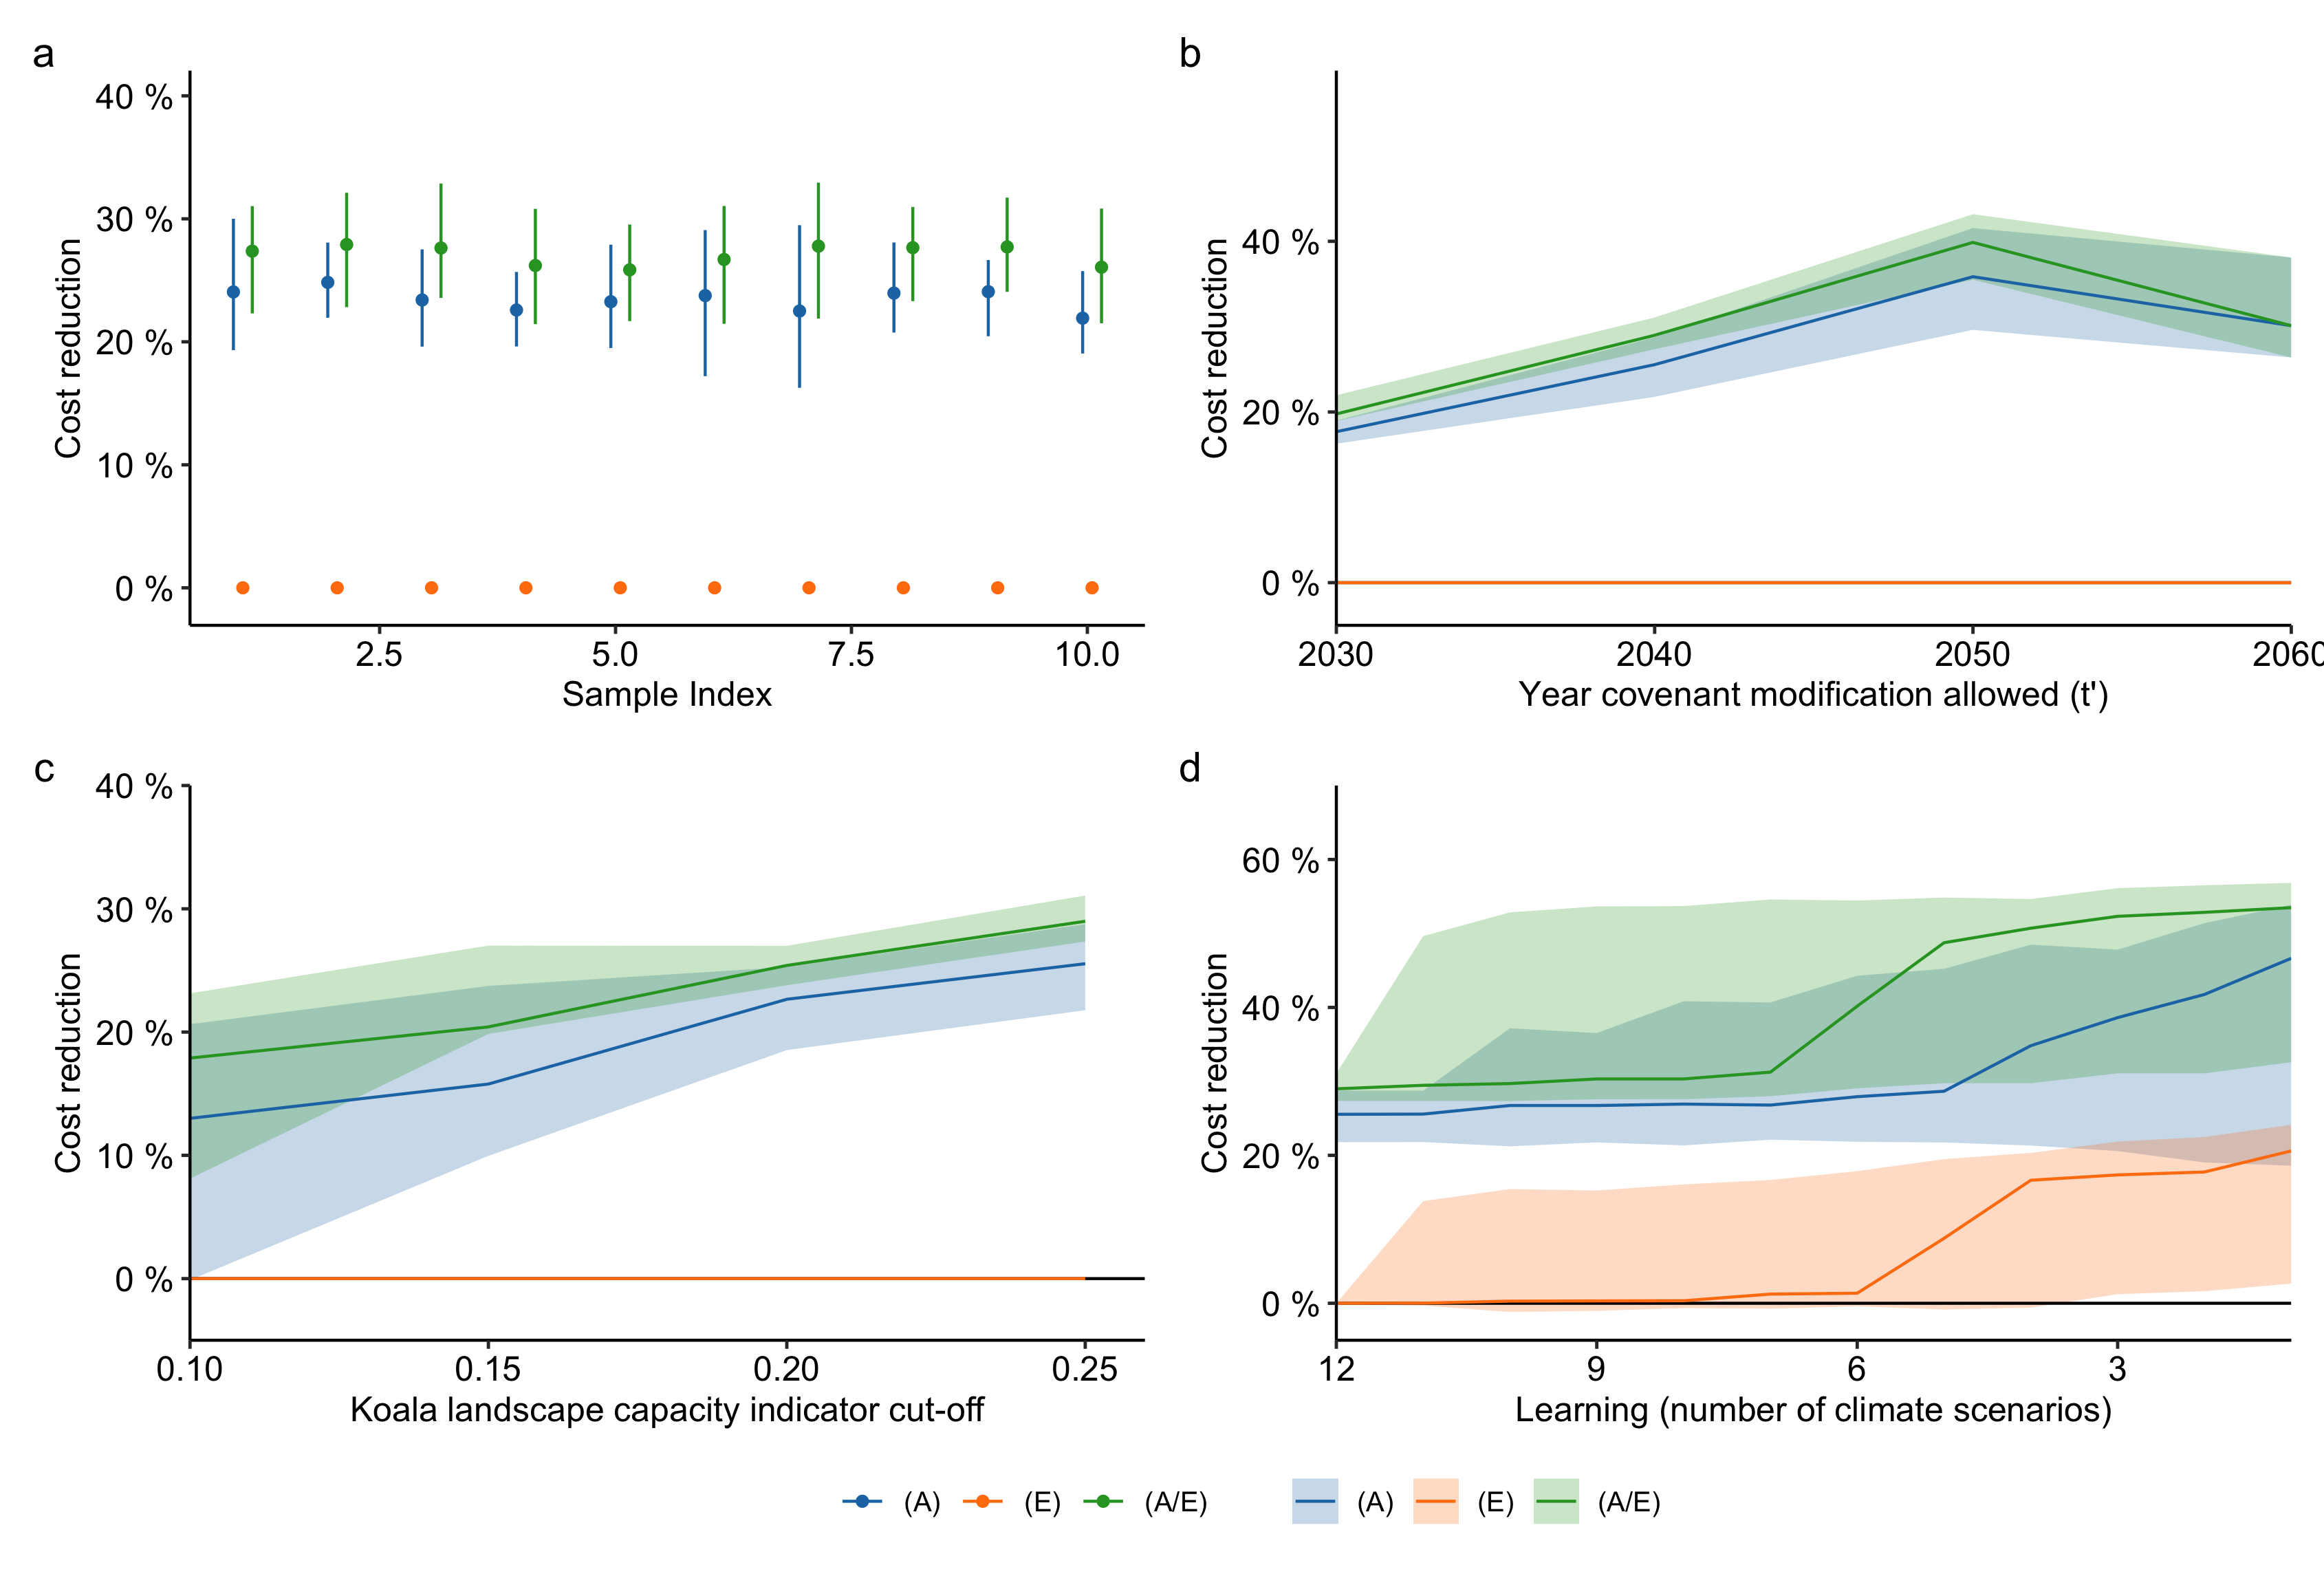 a
40 %
30 %
20 %
10 %
0 %
Cost reduction
2.5 5.0 7.5 10.0
Sample Index
b
40 %
20 %
0 %
Cost reduction
2030 2040 2050 2060
Year covenant modification allowed (t')
c
40 %
30 %
20 %
10 %
0 %
Cost reduction
0.10 0.15 0.20 0.25
Koala landscape capacity indicator cut-off
d
60 %
40 %
20 %
0 %
Cost reduction
12 9 6 3
Learning (number of climate scenarios)
(A) (E) (A/E) (A) (E) (A/E)